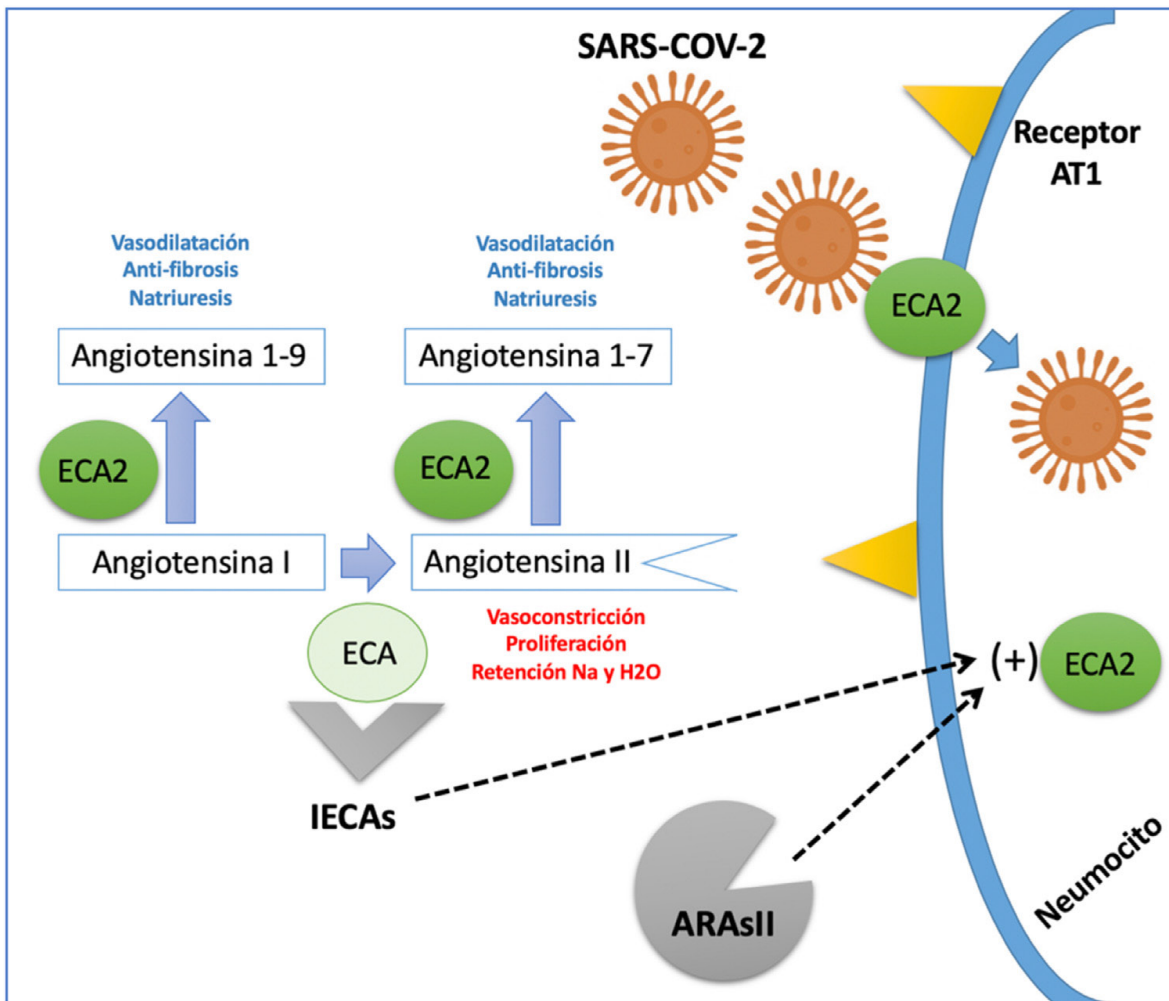 SARS-COV-2
Receptor
AT1
Vasodilatación
Anti-fibrosis
Natriuresis
Vasodilatación
Anti-fibrosis
Natriuresis
ECA2
Angiotensina 1-9
Angiotensina 1-7
ECA2
ECA2
Angiotensina I
Angiotensina II
Vasoconstricción
Proliferación
Retención Na y H2O
ECA
(+)
ECA2
IECAs
ARAsII
Neumocito